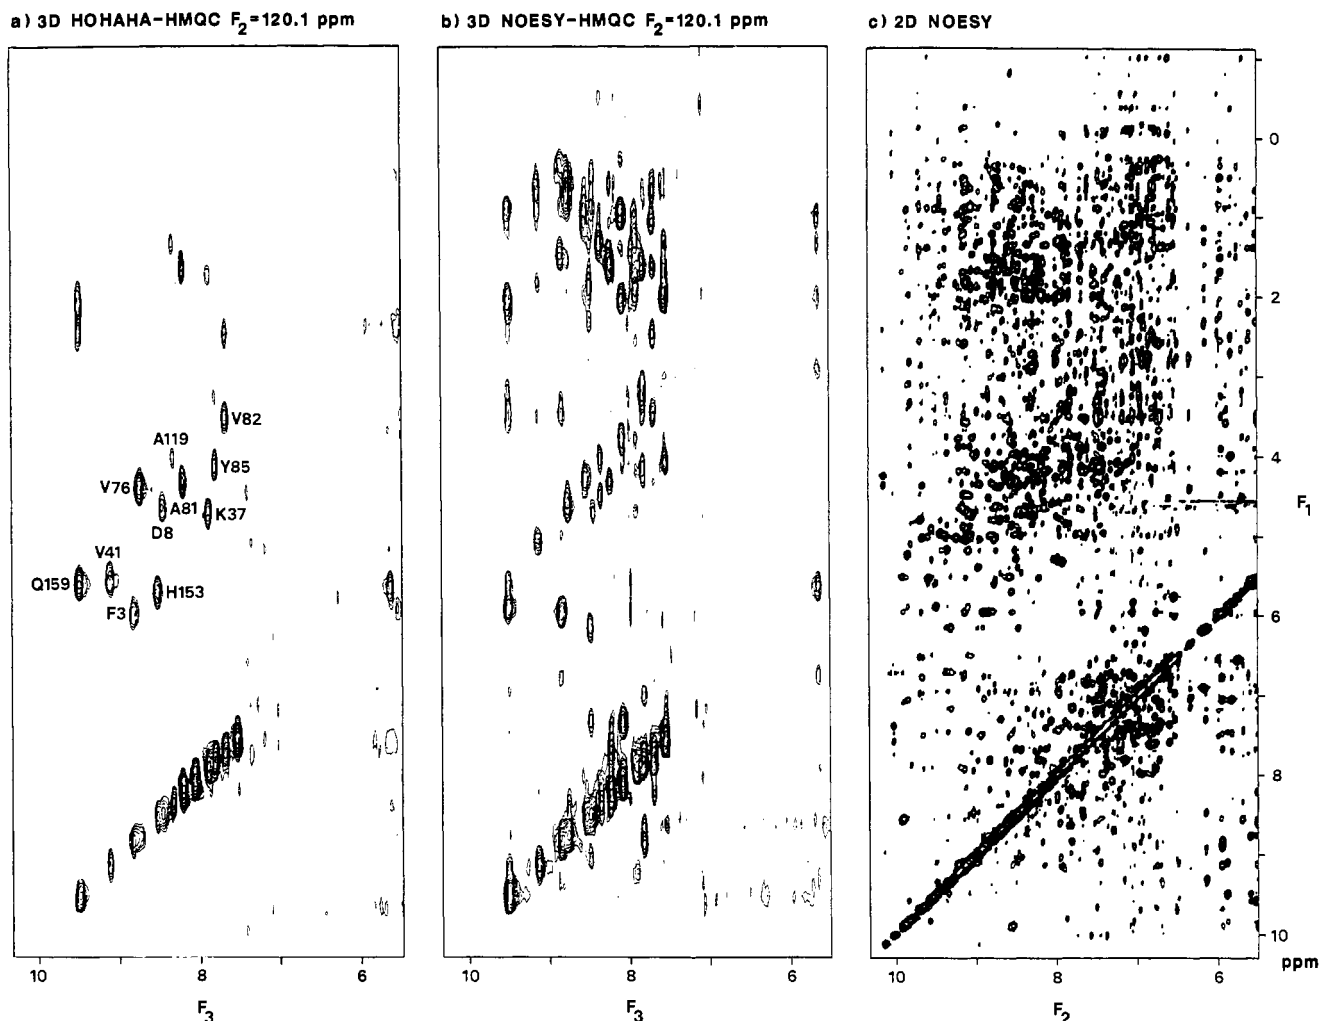 a) 3D HOHAHA-HMQC F2=120.1 ppm
b) 3D NOESY-HMQC F2=120.1 ppm
c) 2D NOESY
V82
A119
Y85
V76
A81
K37
D8
V41
Q159
H153
F3
0
2
4
F1
6
8
10
ppm
10 8 6
10 8 6
10 8 6
F3
F3
F2